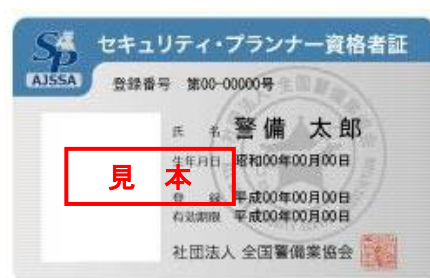 SP
AJSSA
セキュリティ・プランナー資格者証
登録番号 第00-00000号
氏 名 警備 太郎
生年月日 昭和00年00月00日
見 本
登 録 平成00年00月00日
有効期限 平成00年00月00日
社団法人 全国警備業協会